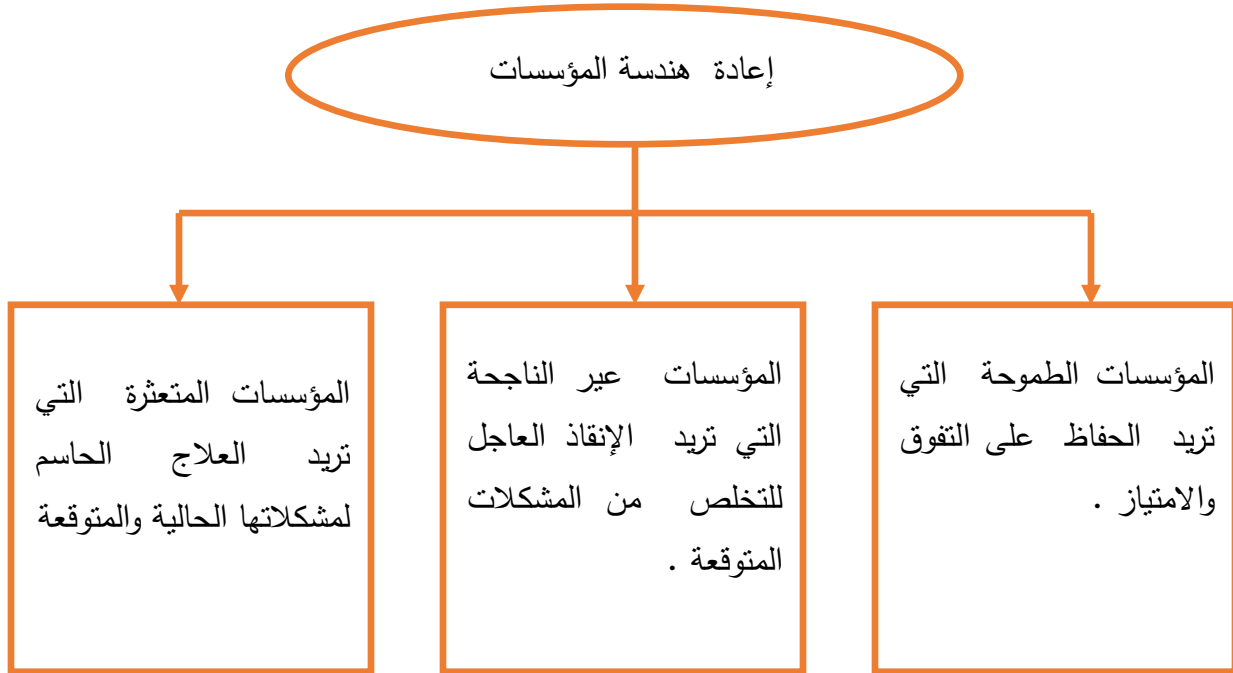 إعادة هندسة المؤسسات
المؤسسات الطموحة التي
تريد الحفاظ على التفوق
والامتياز .
المؤسسات عير الناجحة
التي تريد الإنقاذ العاجل
للتخلص من المشكلات
المتوقعة .
المؤسسات المتعثرة التي
تريد العلاج الحاسم
لمشكلاتها الحالية والمتوقعة